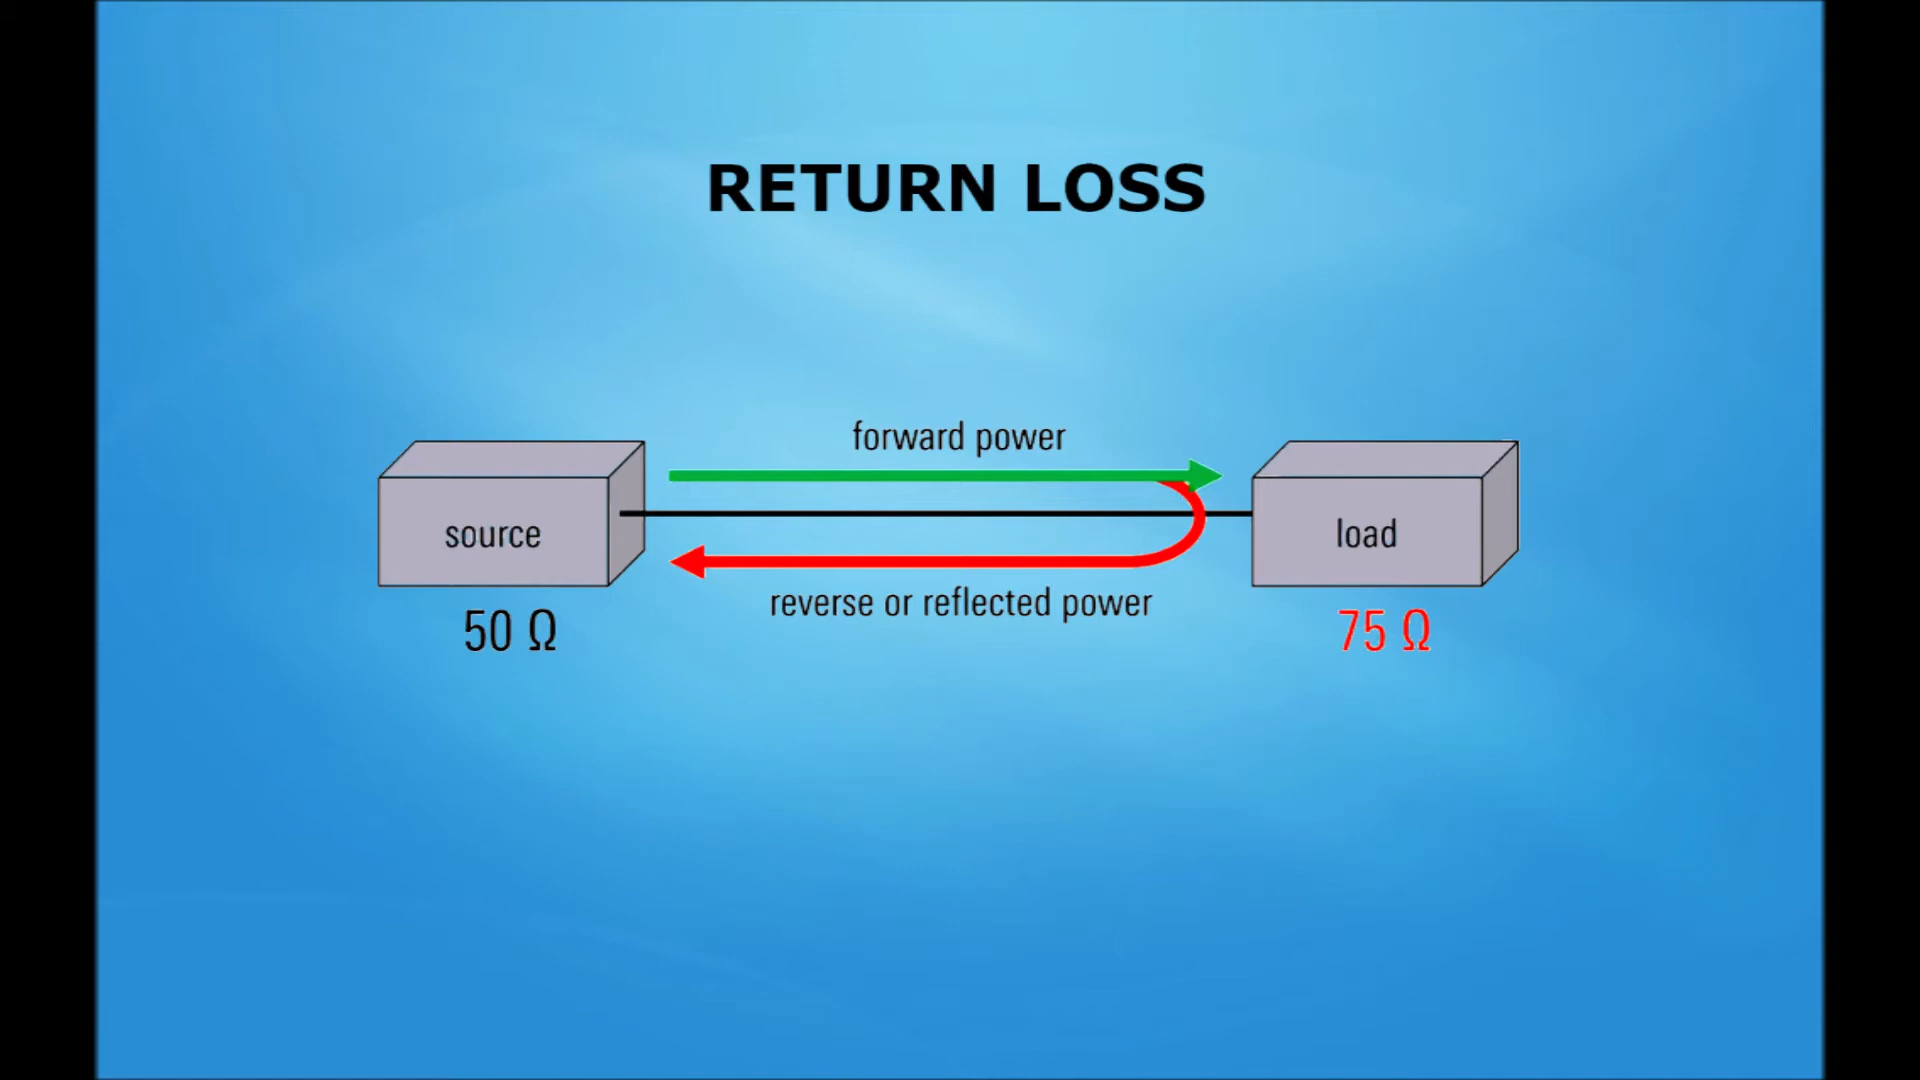 RETURN LOSS
forward power
source
load
reverse or reflected power
50 Ω
75 Ω